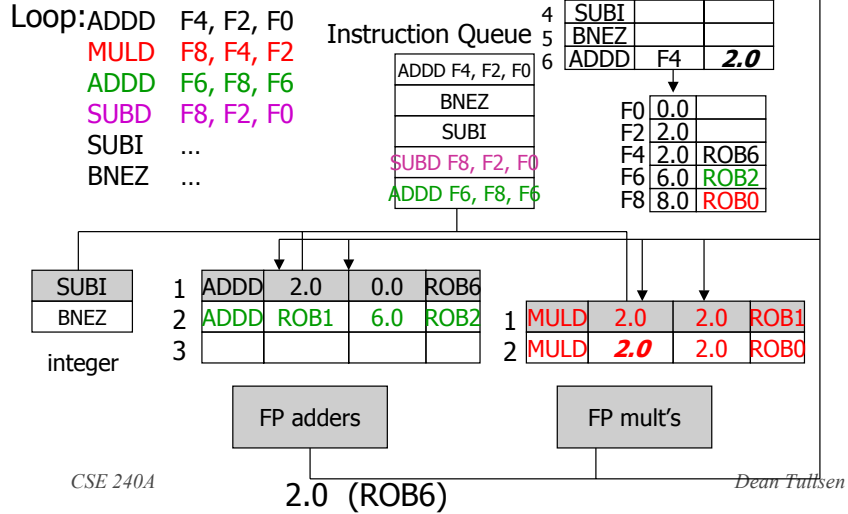 Loop: ADDD F4, F2, F0
MULD F8, F4, F2
ADDD F6, F8, F6
SUBD F8, F2, F0
SUBI ...
BNEZ ...
Instruction Queue
ADDD F4, F2, F0
BNEZ
SUBI
SUBD F8, F2, F0
ADDD F6, F8, F6
4 SUBI
5 BNEZ
6 ADDD F4 2.0
F0 0.0
F2 2.0
F4 2.0 ROB6
F6 6.0 ROB2
F8 8.0 ROB0
SUBI
BNEZ
integer
1 ADDD 2.0 0.0 ROB6
2 ADDD ROB1 6.0 ROB2
3
1 MULD 2.0 2.0 ROB1
2 MULD 2.0 2.0 ROB0
FP adders
FP mult's
CSE 240A
2.0 (ROB6)
Dean Tullsen